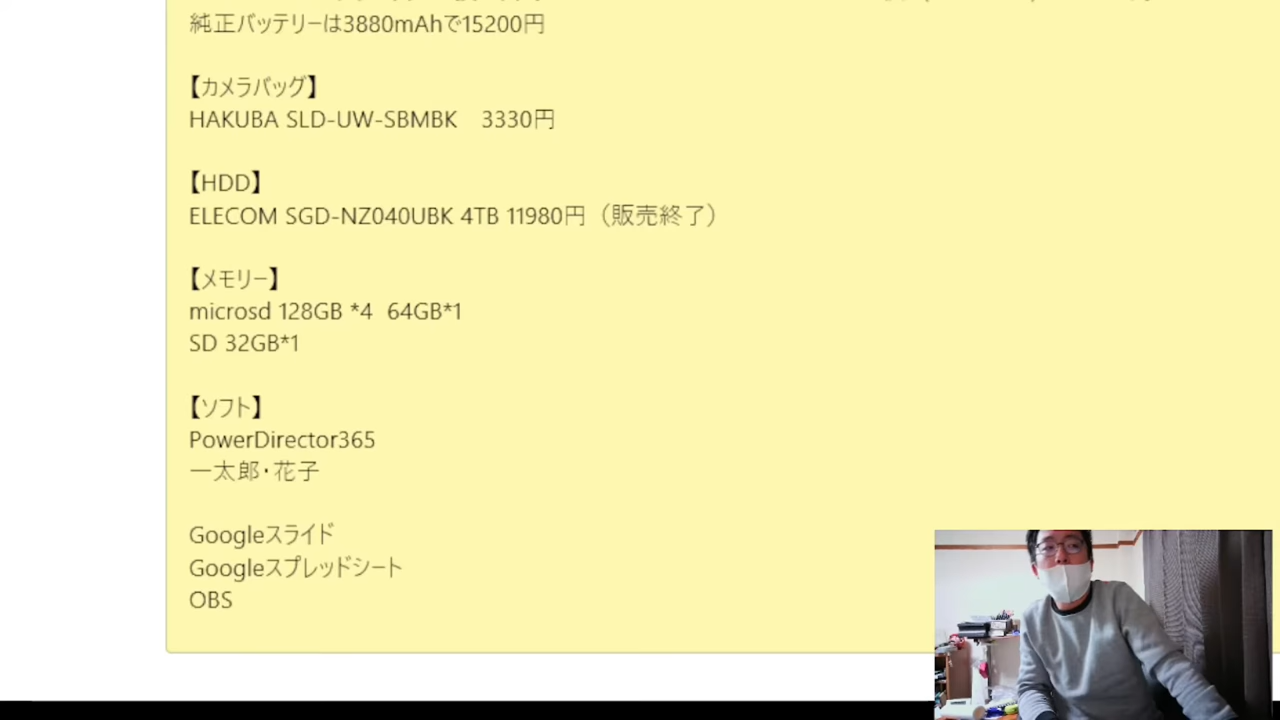 純正バッテリーは3880mAhで15200円
【カメラバッグ】
HAKUBA SLD-UW-SBMBK　3330円
【HDD】
ELECOM SGD-NZ040UBK 4TB 11980円（販売終了）
【メモリー】
microsd 128GB *4  64GB*1
SD 32GB*1
【ソフト】
PowerDirector365
一太郎・花子
Googleスライド
Googleスプレッドシート
OBS